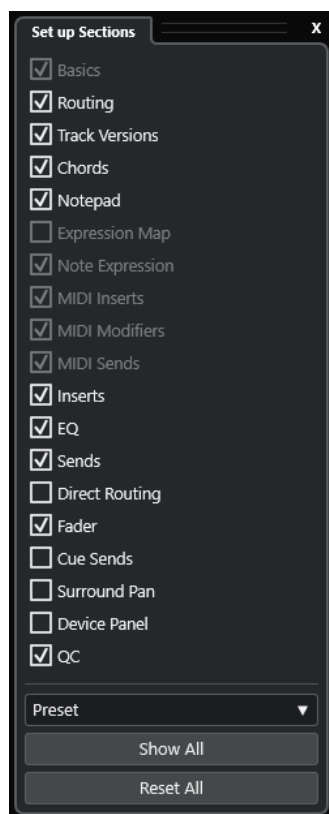 Set up Sections X
Basics
Routing
Track Versions
Chords
Notepad
Expression Map
Note Expression
MIDI Inserts
MIDI Modifiers
MIDI Sends
Inserts
EQ
Sends
Direct Routing
Fader
Cue Sends
Surround Pan
Device Panel
QC
Preset
Show All
Reset All